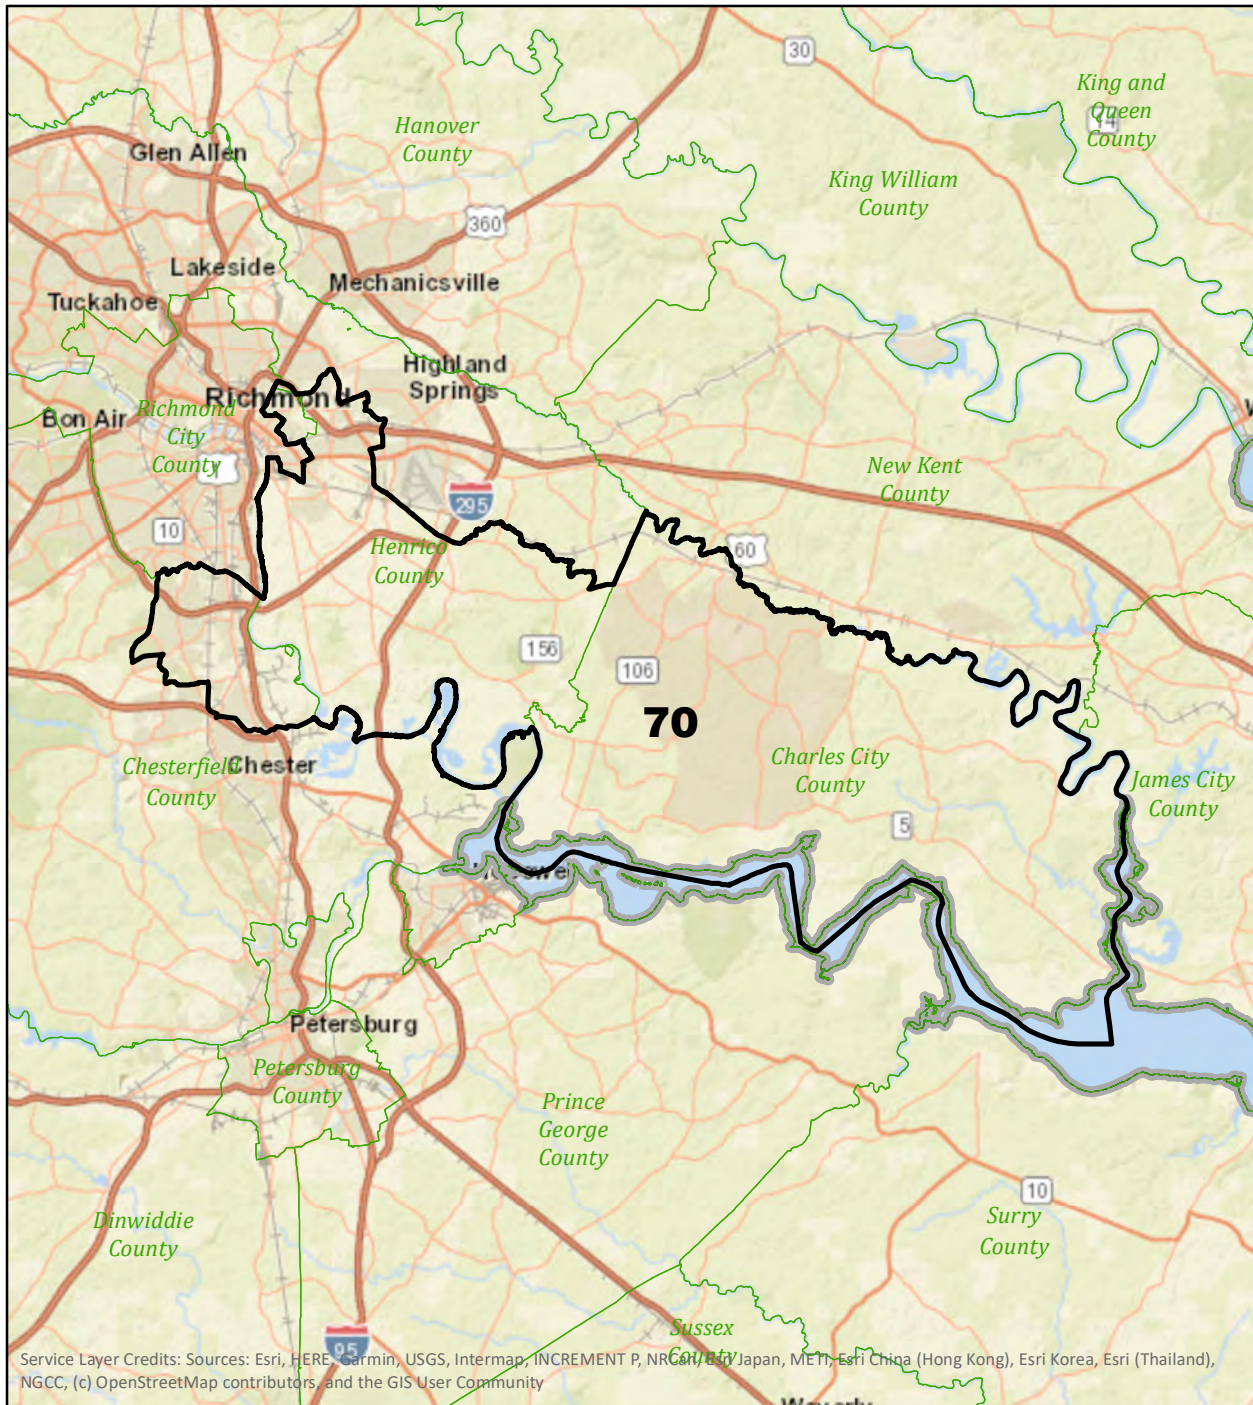 30
King and
Queen
County
14
Hanover
County
Glen Allen
King William
County
360
Lakeside
Mechanicsville
Tuckahoe
Highland
Springs
Richmond
Bon Air
Richmond
City
County
1
New Kent
County
295
10
Henrico
County
60
156
106
70
Charles City
County
Chesterfield
County
Chester
James City
County
5
Petersburg
Petersburg
County
Prince
George
County
10
Dinwiddie
County
Surry
County
Sussex
County
95
Service Layer Credits: Sources: Esri, HERE, Garmin, USGS, Intermap, INCREMENT P, NRCan, Esri Japan, METI, Esri China (Hong Kong), Esri Korea, Esri (Thailand),
NGCC, (c) OpenStreetMap contributors, and the GIS User Community